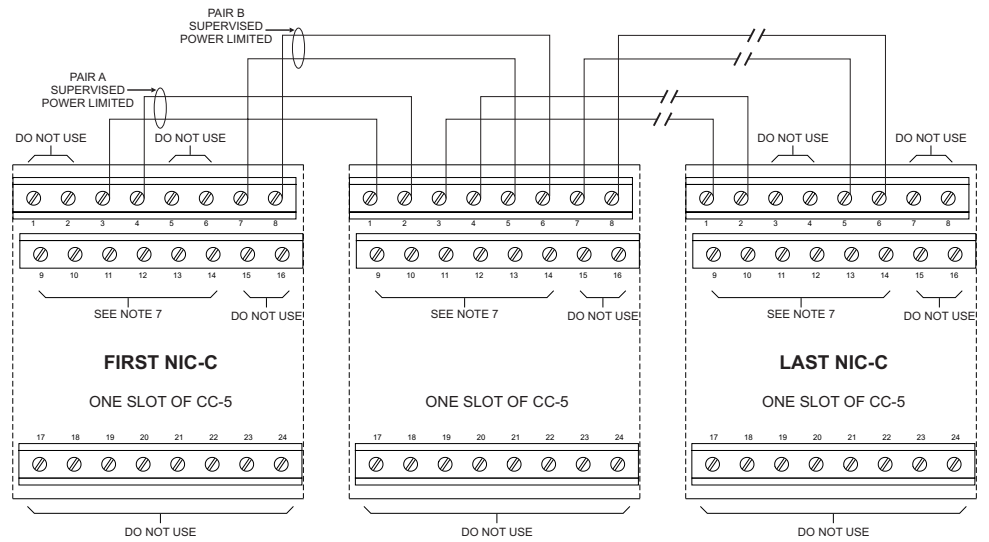 PAIR B
SUPERVISED
POWER LIMITED
PAIR A
SUPERVISED
POWER LIMITED
DO NOT USE DO NOT USE DO NOT USE DO NOT USE
1 2 3 4 5 6 7 8 1 2 3 4 5 6 7 8 1 2 3 4 5 6 7 8
9 10 11 12 13 14 15 16 9 10 11 12 13 14 15 16 9 10 11 12 13 14 15 16
SEE NOTE 7 DO NOT USE SEE NOTE 7 DO NOT USE SEE NOTE 7 DO NOT USE
FIRST NIC-C LAST NIC-C
ONE SLOT OF CC-5 ONE SLOT OF CC-5 ONE SLOT OF CC-5
17 18 19 20 21 22 23 24 17 18 19 20 21 22 23 24 17 18 19 20 21 22 23 24
DO NOT USE DO NOT USE DO NOT USE